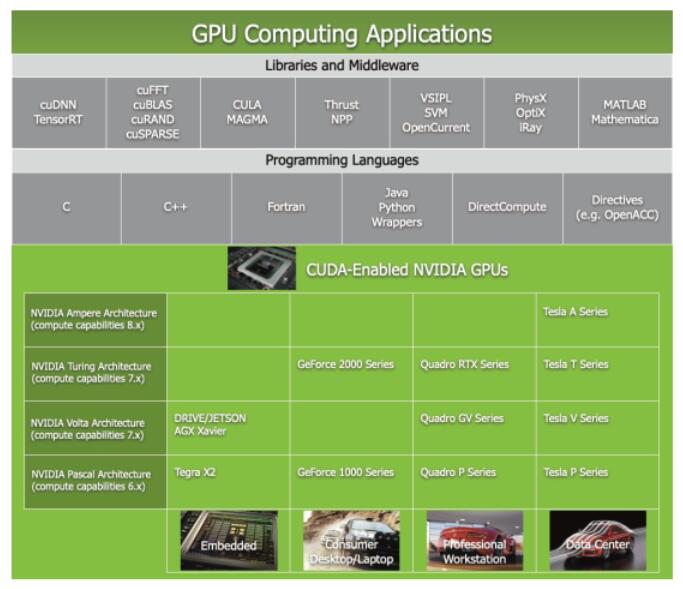 GPU Computing Applications
Libraries and Middleware
cuDNN
TensorRT
cuFFT
cuBLAS
cuRAND
cuSPARSE
CULA
MAGMA
Thrust
NPP
VSIPL
SVM
OpenCurrent
PhysX
OptiX
iRay
MATLAB
Mathematica
Programming Languages
C
C++
Fortran
Java
Python
Wrappers
DirectCompute
Directives
(e.g. OpenACC)
CUDA-Enabled NVIDIA GPUs
NVIDIA Ampere Architecture
(compute capabilities 8.x)
Tesla A Series
NVIDIA Turing Architecture
(compute capabilities 7.x)
GeForce 2000 Series
Quadro RTX Series
Tesla T Series
NVIDIA Volta Architecture
(compute capabilities 7.x)
DRIVE/JETSON
AGX Xavier
Quadro GV Series
Tesla V Series
NVIDIA Pascal Architecture
(compute capabilities 6.x)
Tegra X2
GeForce 1000 Series
Quadro P Series
Tesla P Series
Embedded
Consumer
Desktop/Laptop
Professional
Workstation
Data Center